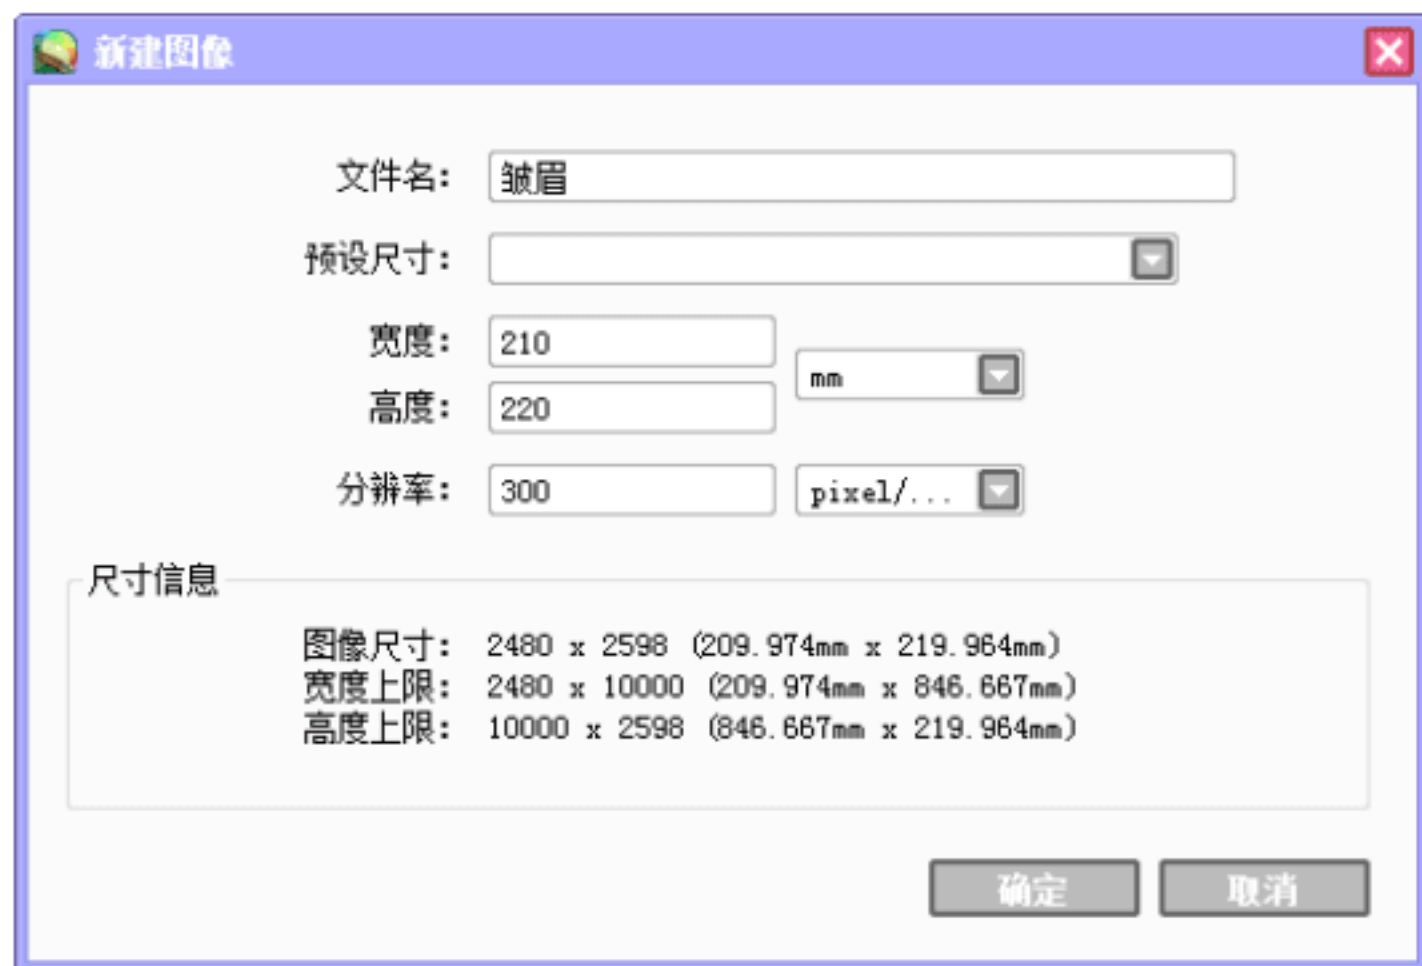 新建图像
文件名: 皱眉
预设尺寸:
宽度: 210
mm
高度: 220
分辨率: 300 pixel/...
尺寸信息
图像尺寸: 2480 x 2598 (209.974mm x 219.964mm)
宽度上限: 2480 x 10000 (209.974mm x 846.667mm)
高度上限: 10000 x 2598 (846.667mm x 219.964mm)
确定 取消